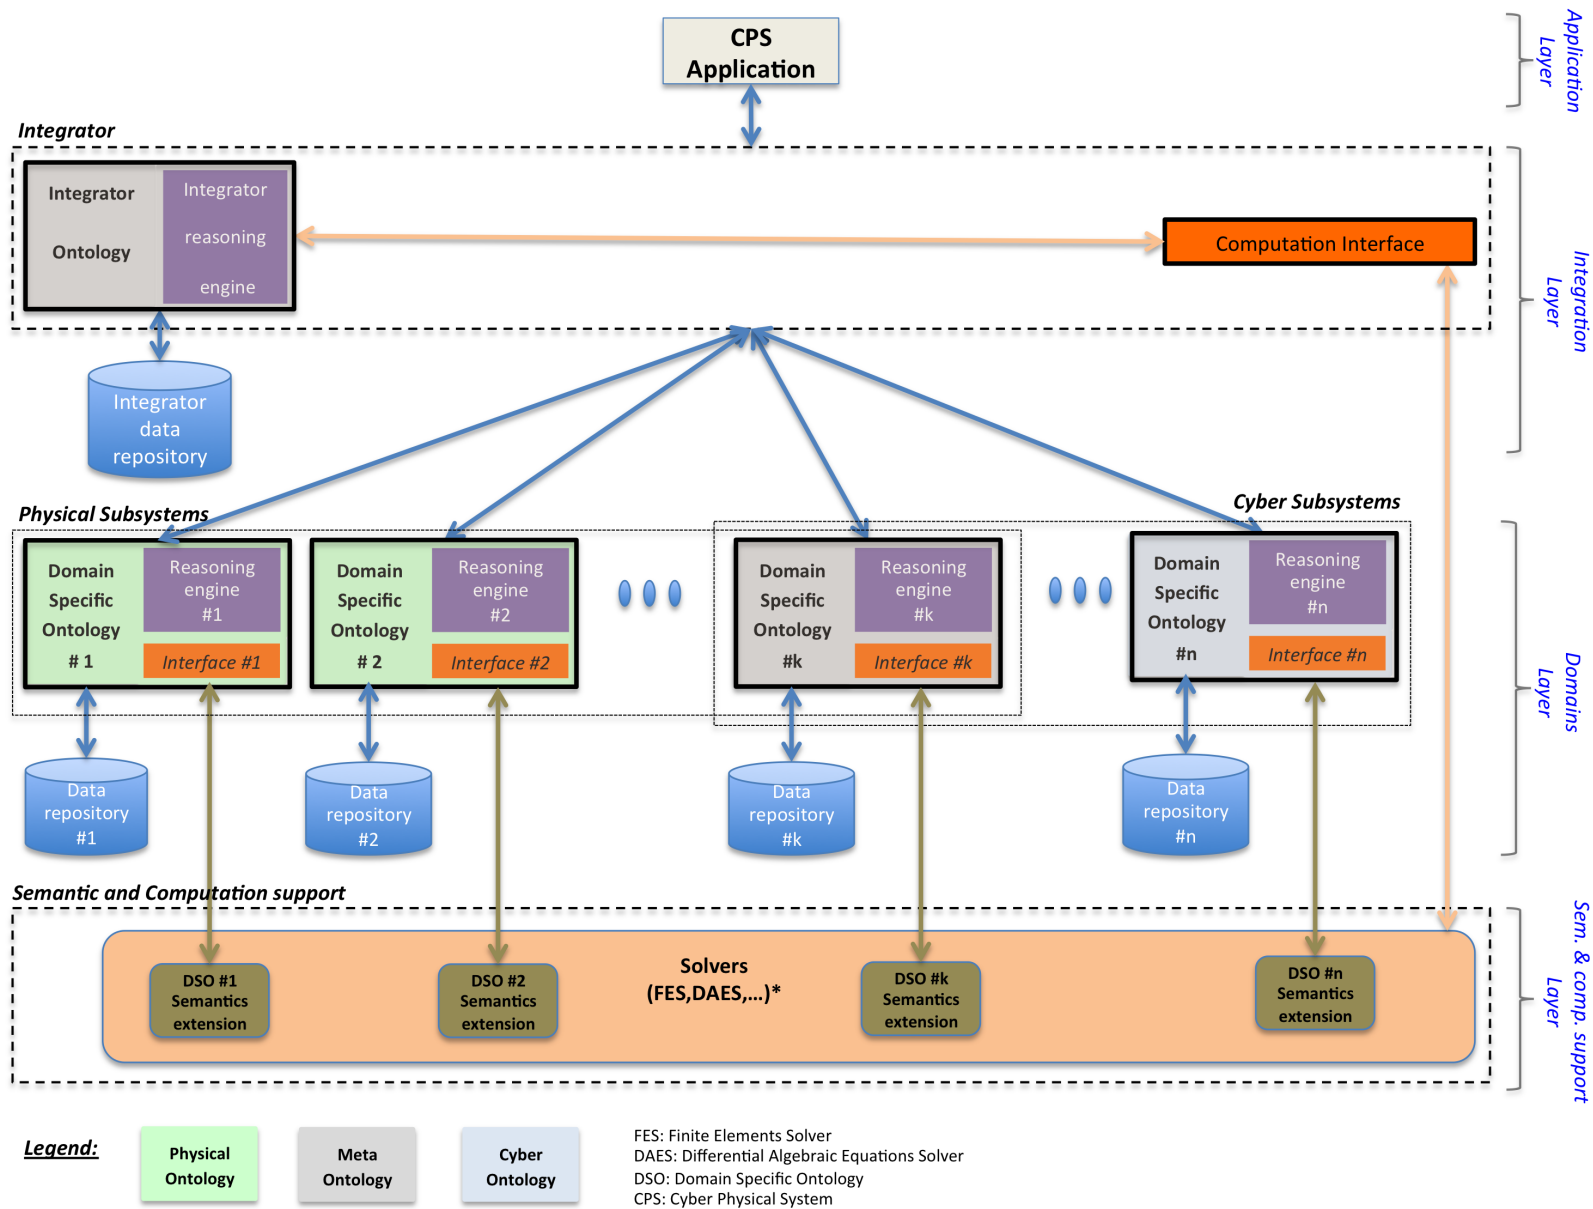 CPS
Application
Application
Layer
Integrator
Integrator
Ontology
Integrator
reasoning
engine
Computation Interface
Integration
Layer
Integrator
data
repository
Physical Subsystems
Cyber Subsystems
Domain
Specific
Ontology
# 1
Reasoning
engine
#1
Interface #1
Domain
Specific
Ontology
# 2
Reasoning
engine
#2
Interface #2
Domain
Specific
Ontology
#k
Reasoning
engine
#k
Interface #k
Domain
Specific
Ontology
#n
Reasoning
engine
#n
Interface #n
Domains
Layer
Data
repository
#1
Data
repository
#2
Data
repository
#k
Data
repository
#n
Semantic and Computation support
DSO #1
Semantics
extension
DSO #2
Semantics
extension
Solvers
(FES,DAES,...)*
DSO #k
Semantics
extension
DSO #n
Semantics
extension
Sem. & comp. support
Layer
Legend:
Physical
Ontology
Meta
Ontology
Cyber
Ontology
FES: Finite Elements Solver
DAES: Differential Algebraic Equations Solver
DSO: Domain Specific Ontology
CPS: Cyber Physical System